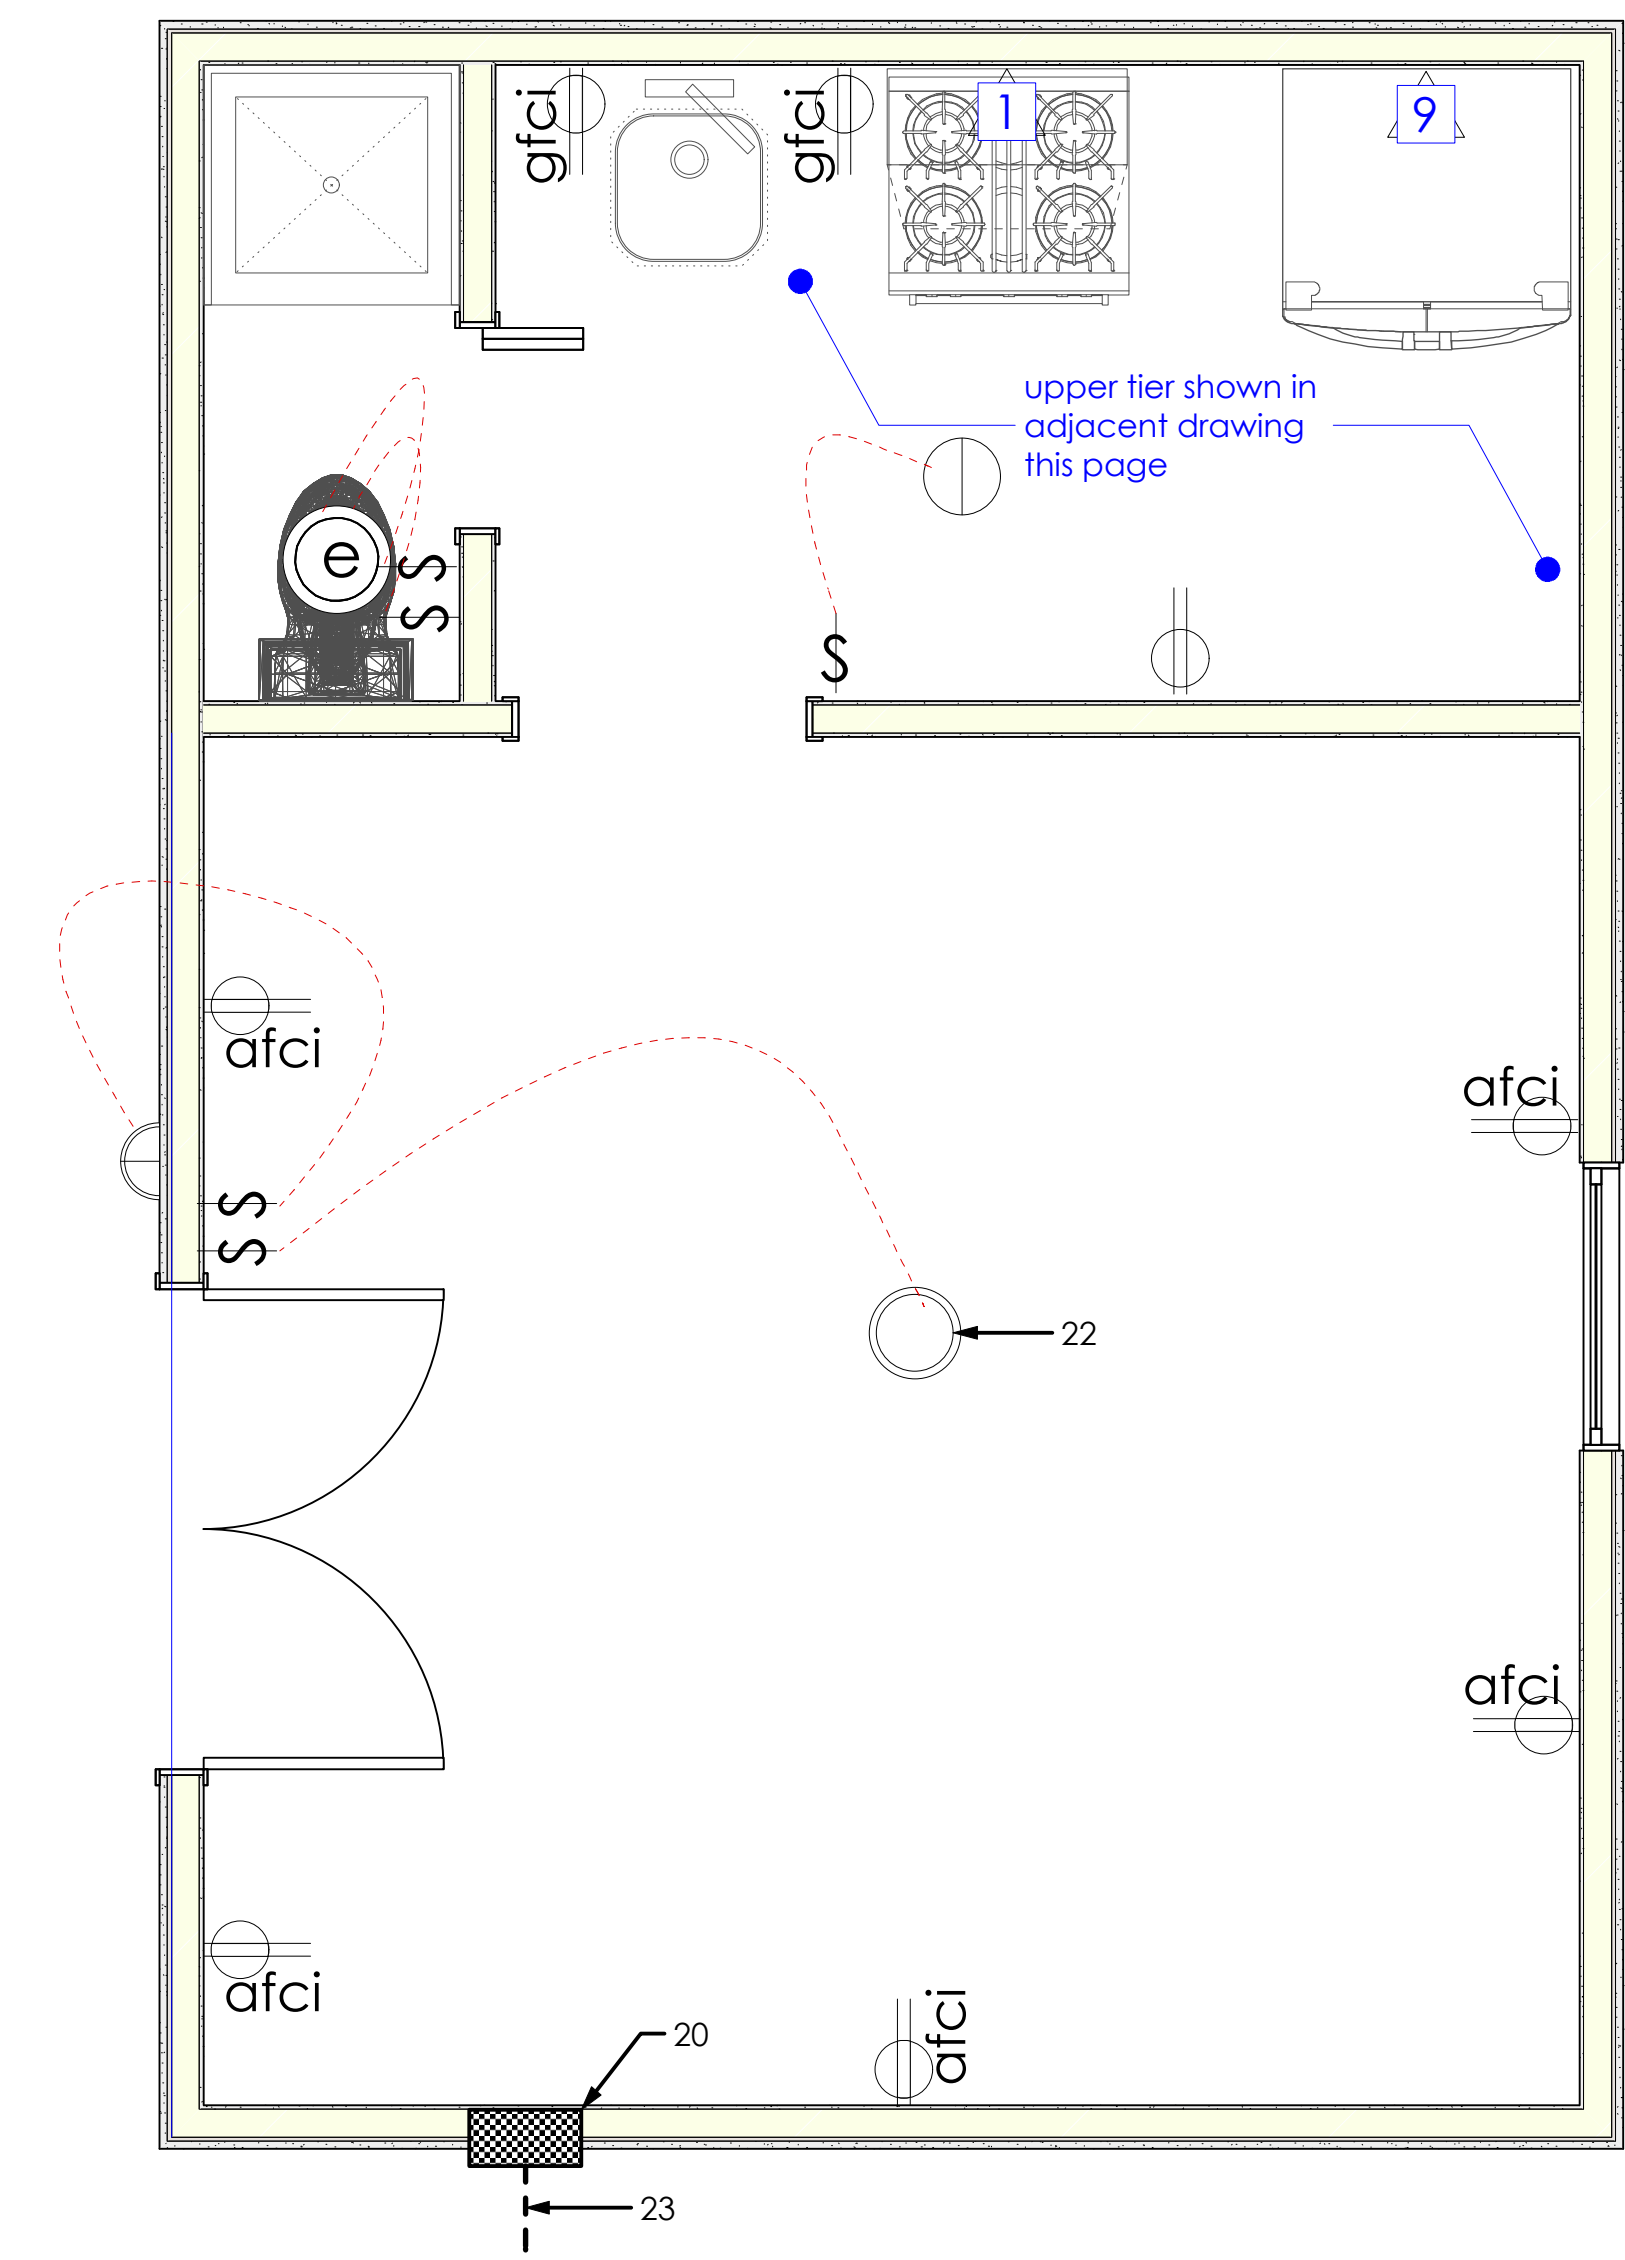 gfci
gfci
1
9
upper tier shown in
adjacent drawing
this page
e
S
S
S
afci
afci
S
S
22
afci
afci
afci
20
23